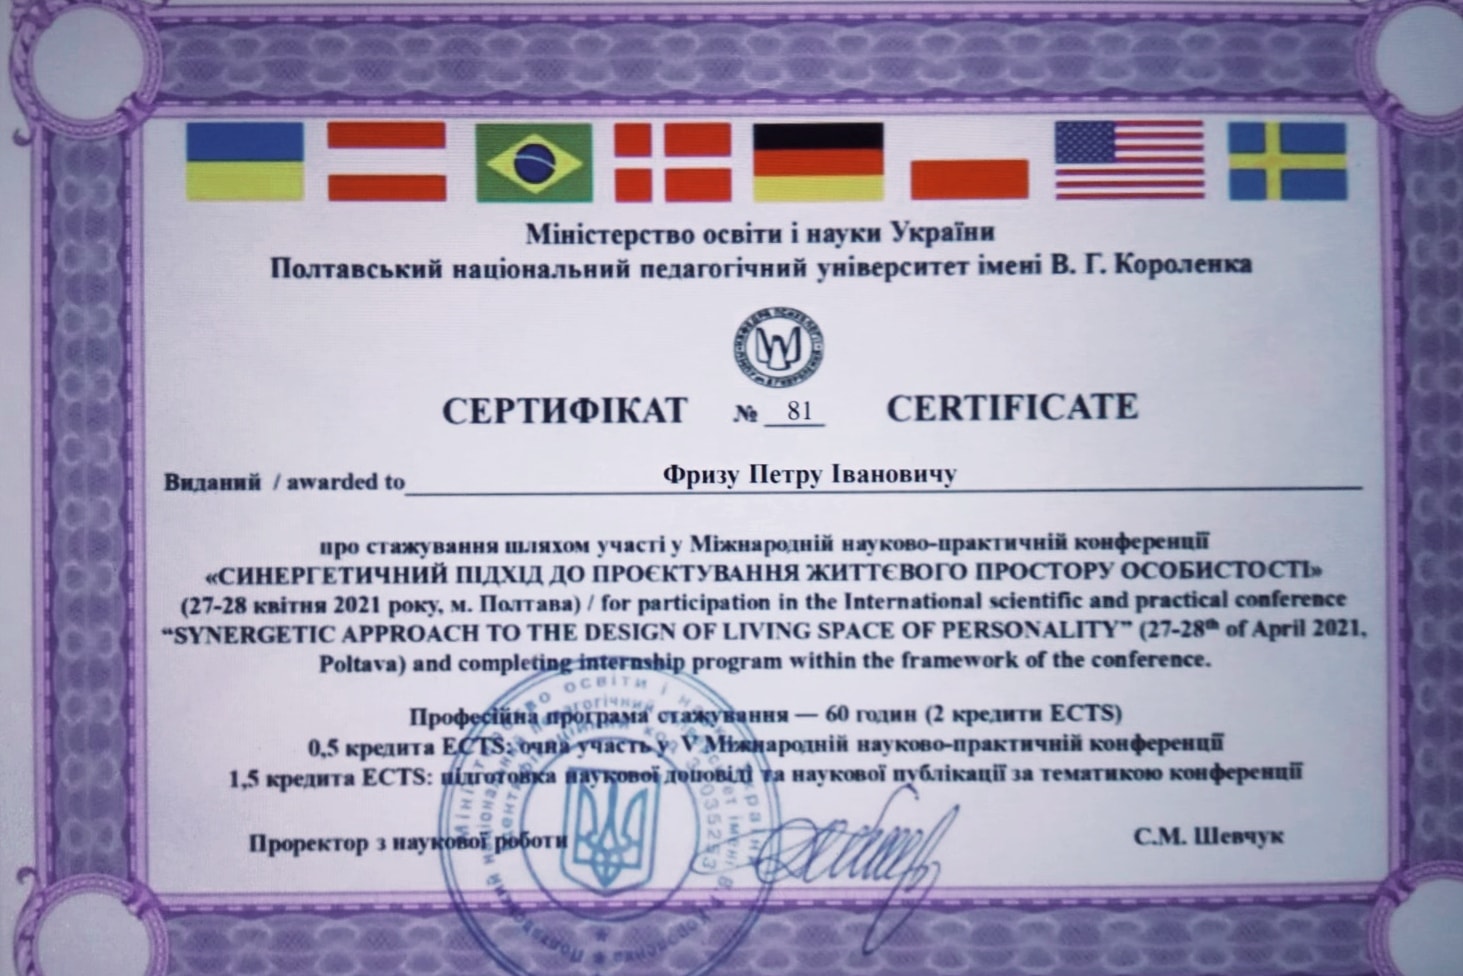 Міністерство освіти і науки України
Полтавський національний педагогічний університет імені В. Г. Короленка
СЕРТИФІКАТ № 81 CERTIFICATE
Виданий / awarded to Фризу Петру Івановичу
про стажування шляхом участі у Міжнародній науково-практичній конференції
«СИНЕРГЕТИЧНИЙ ПІДХІД ДО ПРОЄКТУВАННЯ ЖИТТЄВОГО ПРОСТОРУ ОСОБИСТОСТІ»
(27-28 квітня 2021 року, м. Полтава) / for participation in the International scientific and practical conference
“SYNERGETIC APPROACH TO THE DESIGN OF LIVING SPACE OF PERSONALITY” (27-28th of April 2021,
Poltava) and completing internship program within the framework of the conference.
Професійна програма стажування — 60 годин (2 кредити ECTS)
0,5 кредита ECTS: очна участь у V Міжнародній науково-практичній конференції
1,5 кредита ECTS: підготовка наукової доповіді та наукової публікації за тематикою конференції
Проректор з наукової роботи С.М. Шевчук